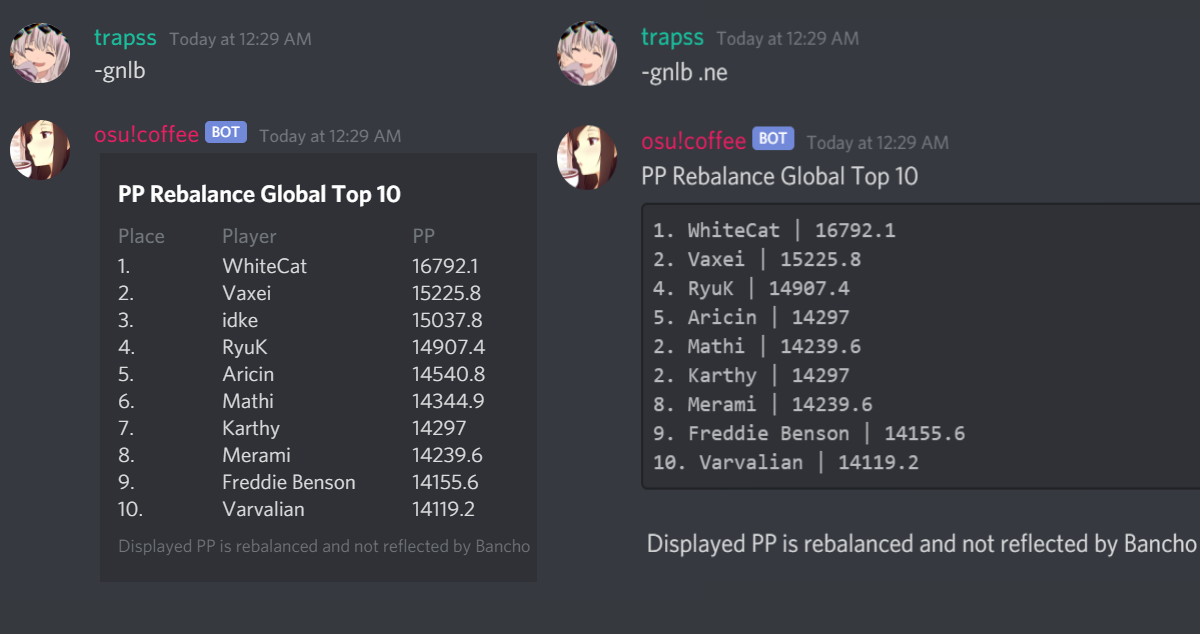 trapss Today at 12:29 AM
-gnlb
osu!coffee BOT Today at 12:29 AM
PP Rebalance Global Top 10
Place Player PP
1. WhiteCat 16792.1
2. Vaxei 15225.8
3. idke 15037.8
4. RyuK 14907.4
5. Aricin 14540.8
6. Mathi 14344.9
7. Karthy 14297
8. Merami 14239.6
9. Freddie Benson 14155.6
10. Varvalian 14119.2
Displayed PP is rebalanced and not reflected by Bancho
trapss Today at 12:29 AM
-gnlb .ne
osu!coffee BOT Today at 12:29 AM
PP Rebalance Global Top 10
1. WhiteCat | 16792.1
2. Vaxei | 15225.8
4. RyuK | 14907.4
5. Aricin | 14297
2. Mathi | 14239.6
2. Karthy | 14297
8. Merami | 14239.6
9. Freddie Benson | 14155.6
10. Varvalian | 14119.2
Displayed PP is rebalanced and not reflected by Bancho